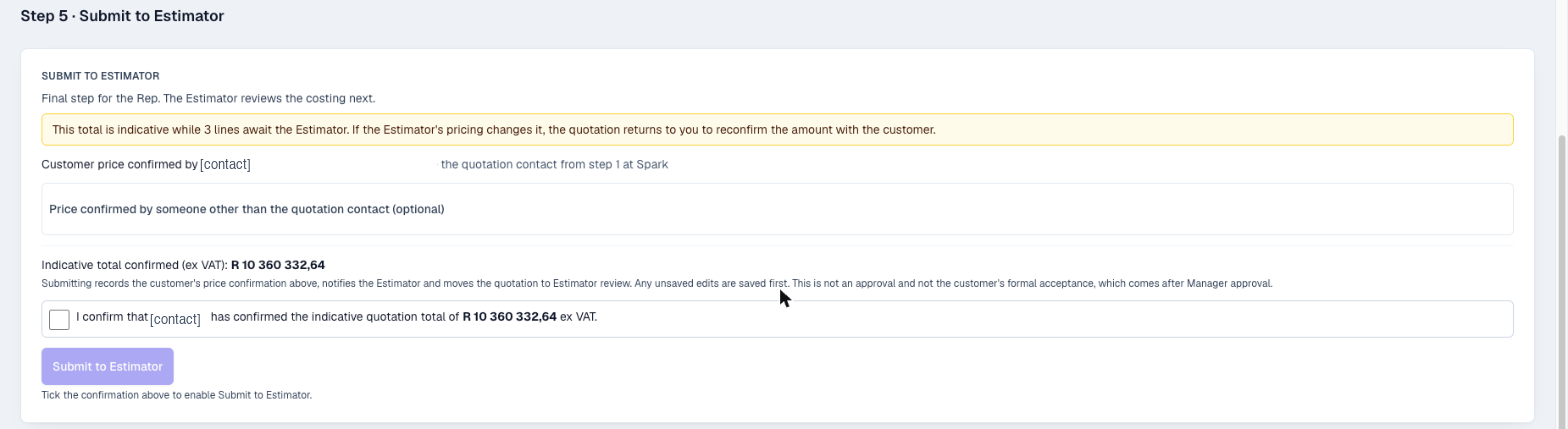 Step 5 · Submit to Estimator
SUBMIT TO ESTIMATOR
Final step for the Rep. The Estimator reviews the costing next.
This total is indicative while 3 lines await the Estimator. If the Estimator's pricing changes it, the quotation returns to you to reconfirm the amount with the customer.
Customer price confirmed by [contact] the quotation contact from step 1 at Spark
Price confirmed by someone other than the quotation contact (optional)
Indicative total confirmed (ex VAT): R 10 360 332,64
Submitting records the customer's price confirmation above, notifies the Estimator and moves the quotation to Estimator review. Any unsaved edits are saved first. This is not an approval and not the customer's formal acceptance, which comes after Manager approval.
I confirm that [contact] has confirmed the indicative quotation total of R 10 360 332,64 ex VAT.
Submit to Estimator
Tick the confirmation above to enable Submit to Estimator.